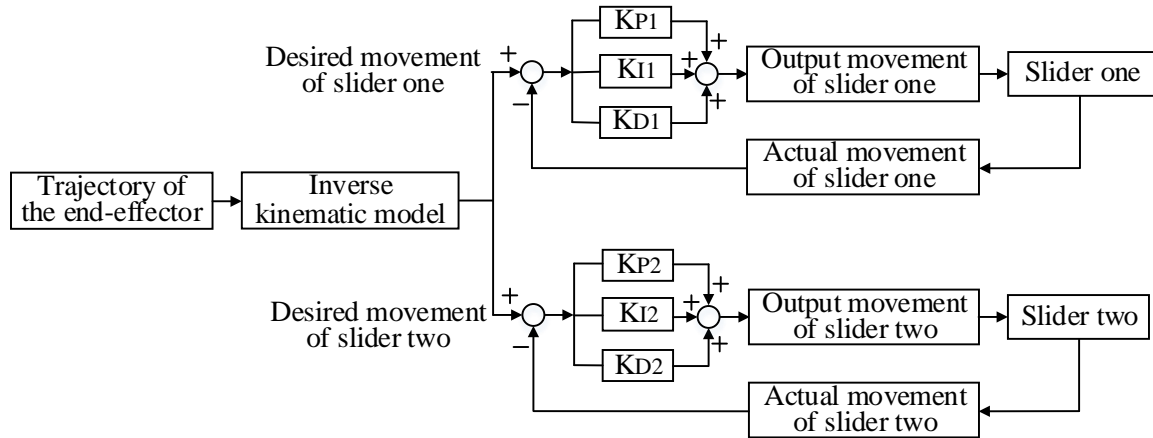 KP1
Desired movement
of slider one
+
+
KI1
+
Output movement
of slider one
Slider one
−
KD1
+
Actual movement
of slider one
Trajectory of
the end-effector
Inverse
kinematic model
KP2
Desired movement
of slider two
+
+
KI2
+
Output movement
of slider two
Slider two
−
KD2
+
Actual movement
of slider two